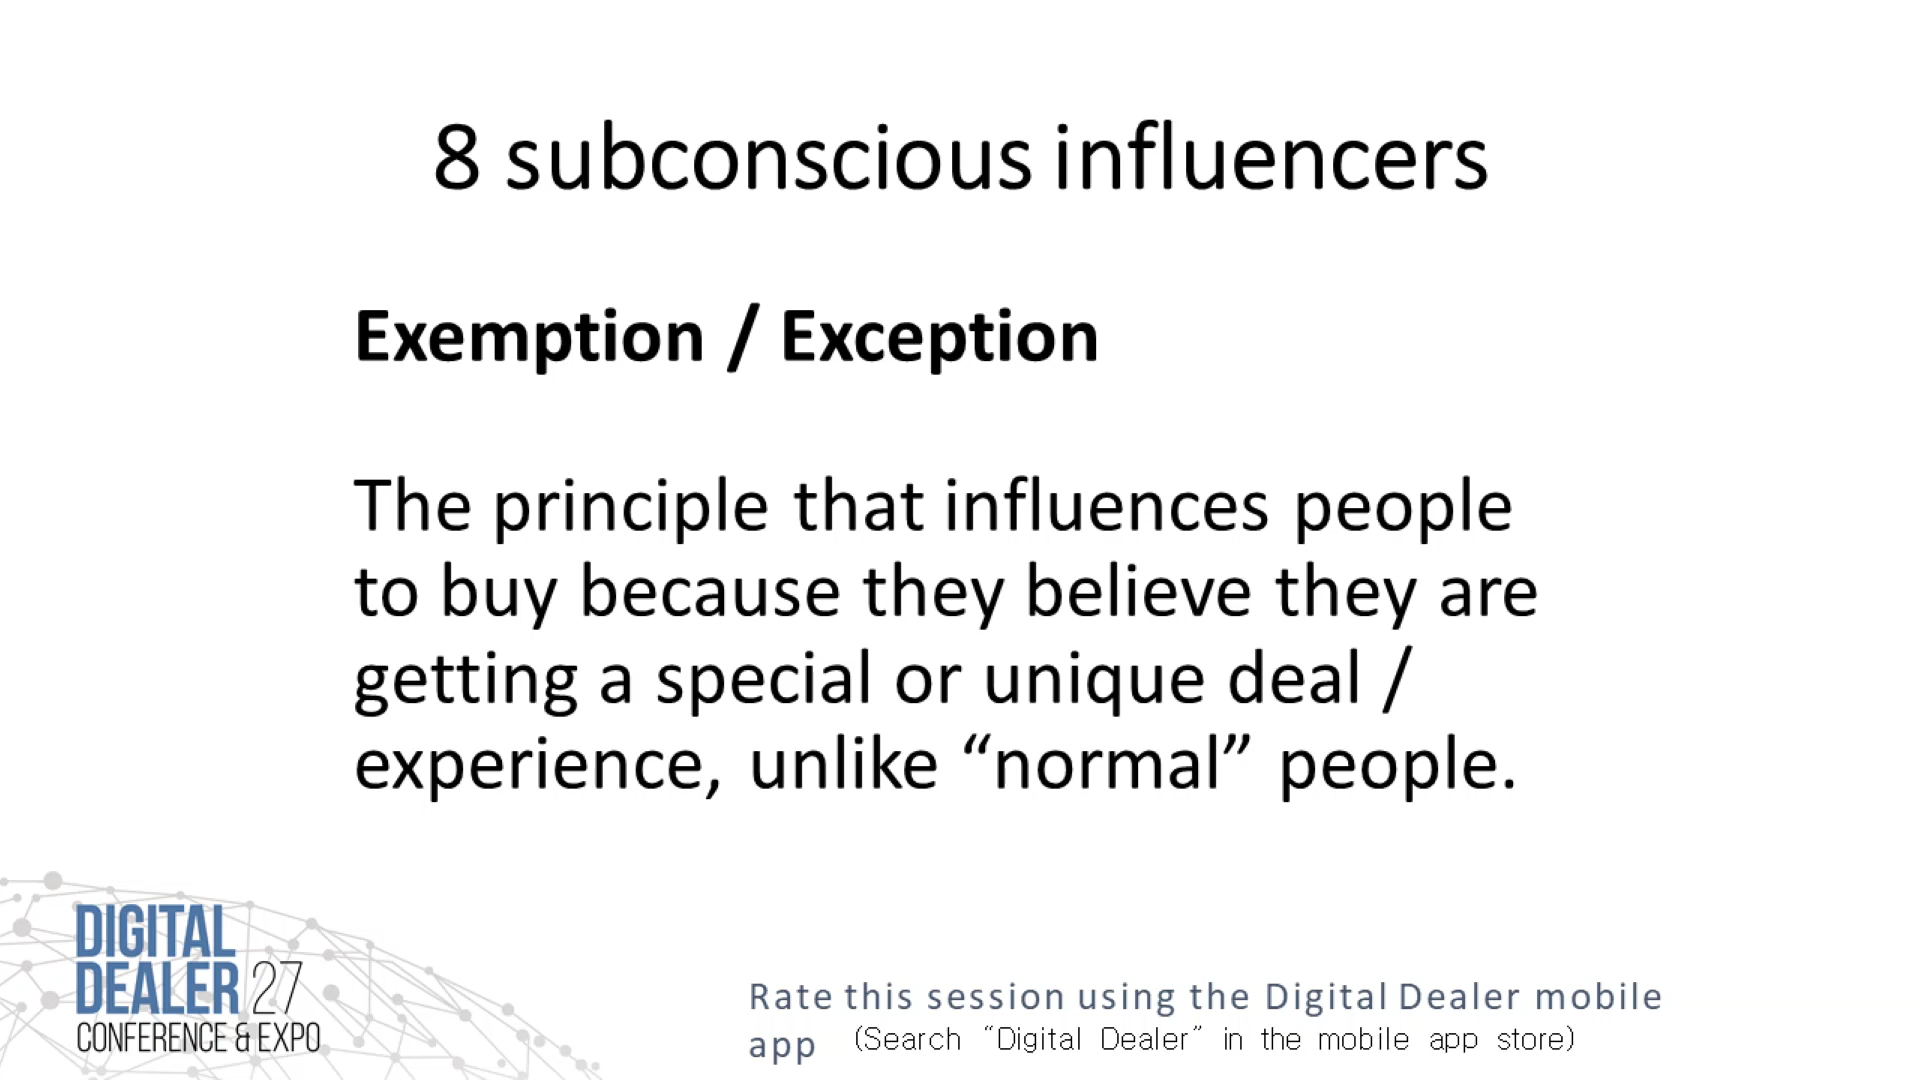 8 subconscious influencers
Exemption / Exception
The principle that influences people
to buy because they believe they are
getting a special or unique deal /
experience, unlike “normal” people.
DIGITAL
DEALER 27
CONFERENCE & EXPO
Rate this session using the Digital Dealer mobile
app (Search “Digital Dealer” in the mobile app store)